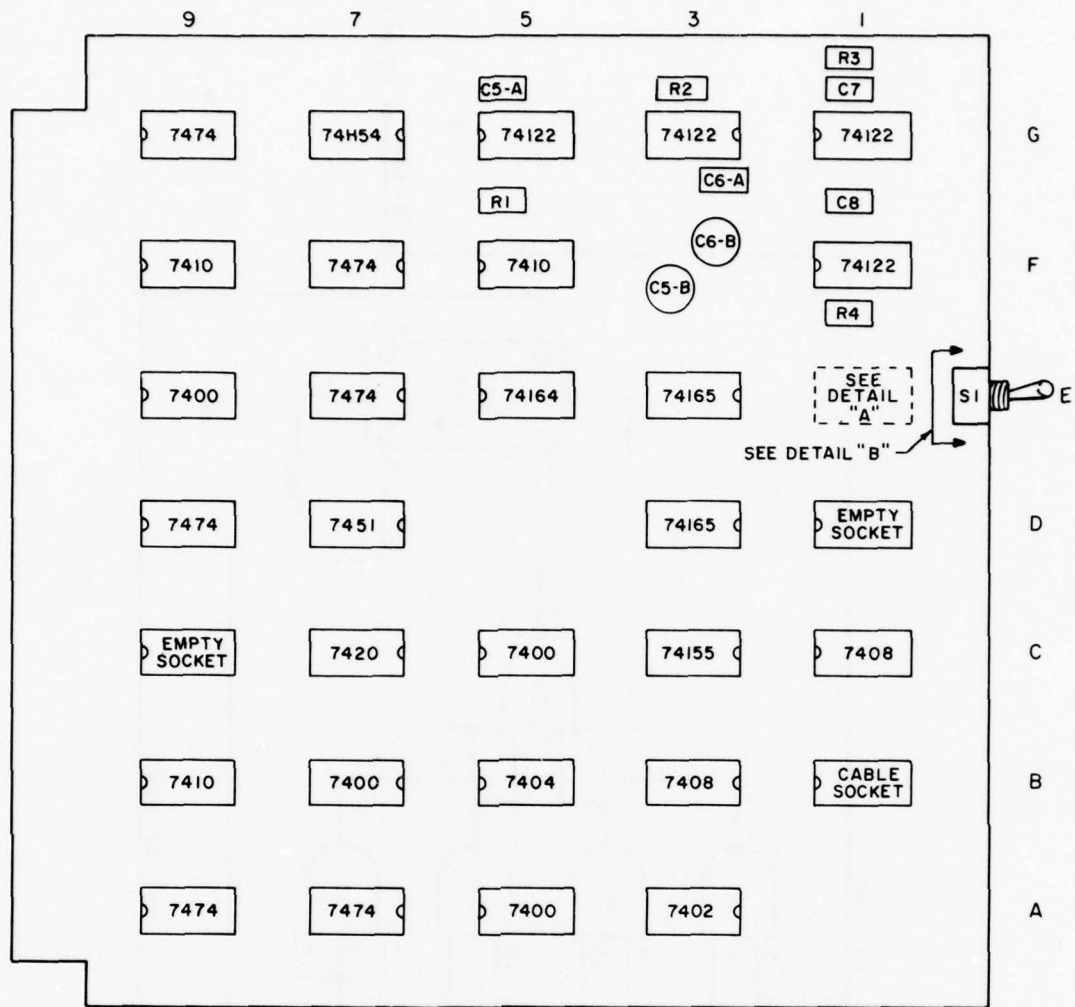 9 7 5 3 1
R3
C5-A R2 C7
7474 74H54 74122 74122 74122 G
C6-A
R1 C8
C6-B
7410 7474 7410 74122 F
C5-B
R4
7400 7474 74164 74165 SEE DETAIL "A" S1 E
SEE DETAIL "B"
7474 7451 74165 EMPTY SOCKET D
EMPTY SOCKET 7420 7400 74155 7408 C
7410 7400 7404 7408 CABLE SOCKET B
7474 7474 7400 7402 A